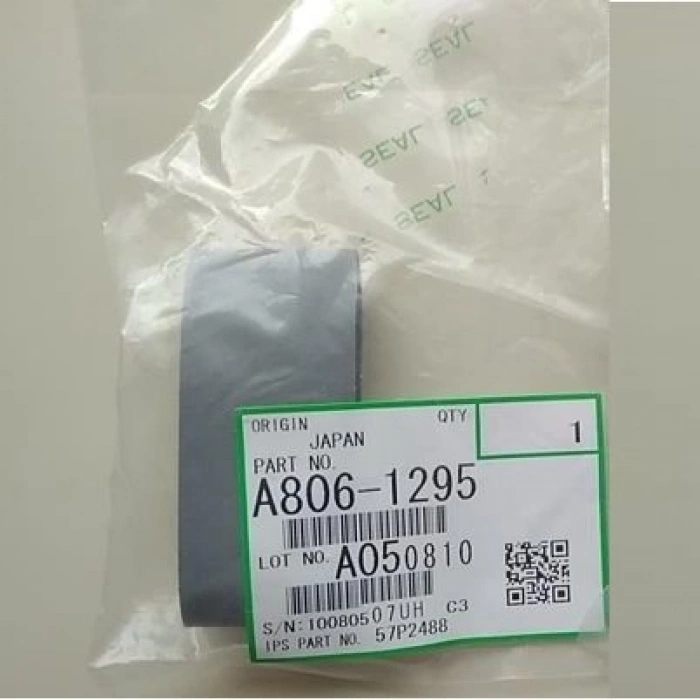 EAL SEAL
SEAL SE
SEAL
ORIGIN QTY
JAPAN 1
PART NO.
A806-1295
LOT NO. A050810
S/N:10080507UH C3
IPS PART NO. 57P2488